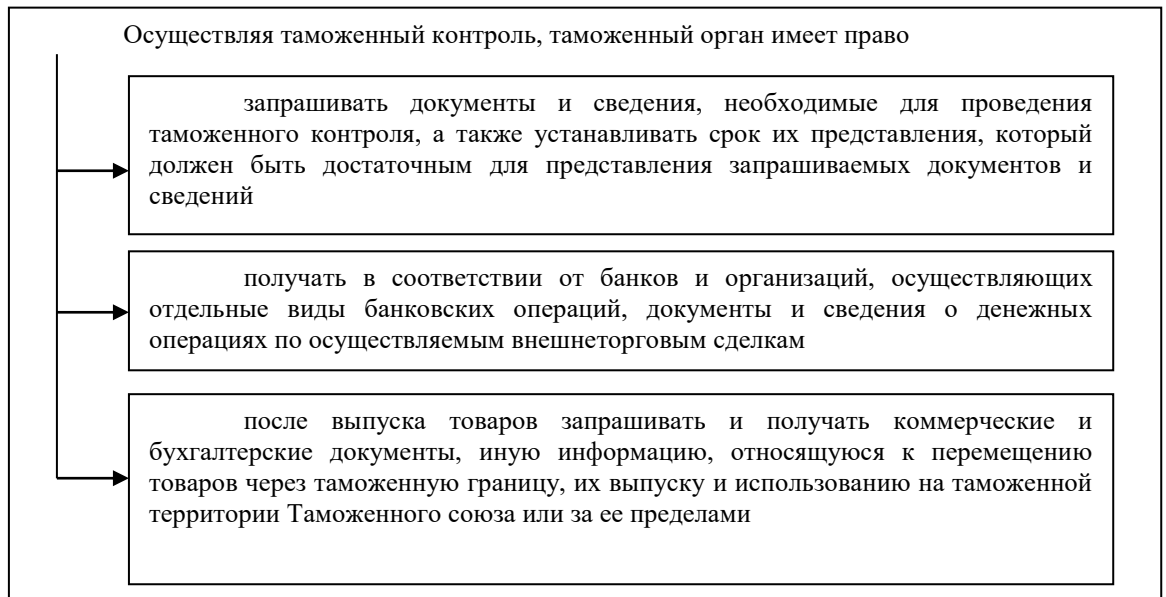 Осуществляя таможенный контроль, таможенный орган имеет право
запрашивать документы и сведения, необходимые для проведения
таможенного контроля, а также устанавливать срок их представления, который
должен быть достаточным для представления запрашиваемых документов и
сведений
получать в соответствии от банков и организаций, осуществляющих
отдельные виды банковских операций, документы и сведения о денежных
операциях по осуществляемым внешнеторговым сделкам
после выпуска товаров запрашивать и получать коммерческие и
бухгалтерские документы, иную информацию, относящуюся к перемещению
товаров через таможенную границу, их выпуску и использованию на таможенной
территории Таможенного союза или за ее пределами